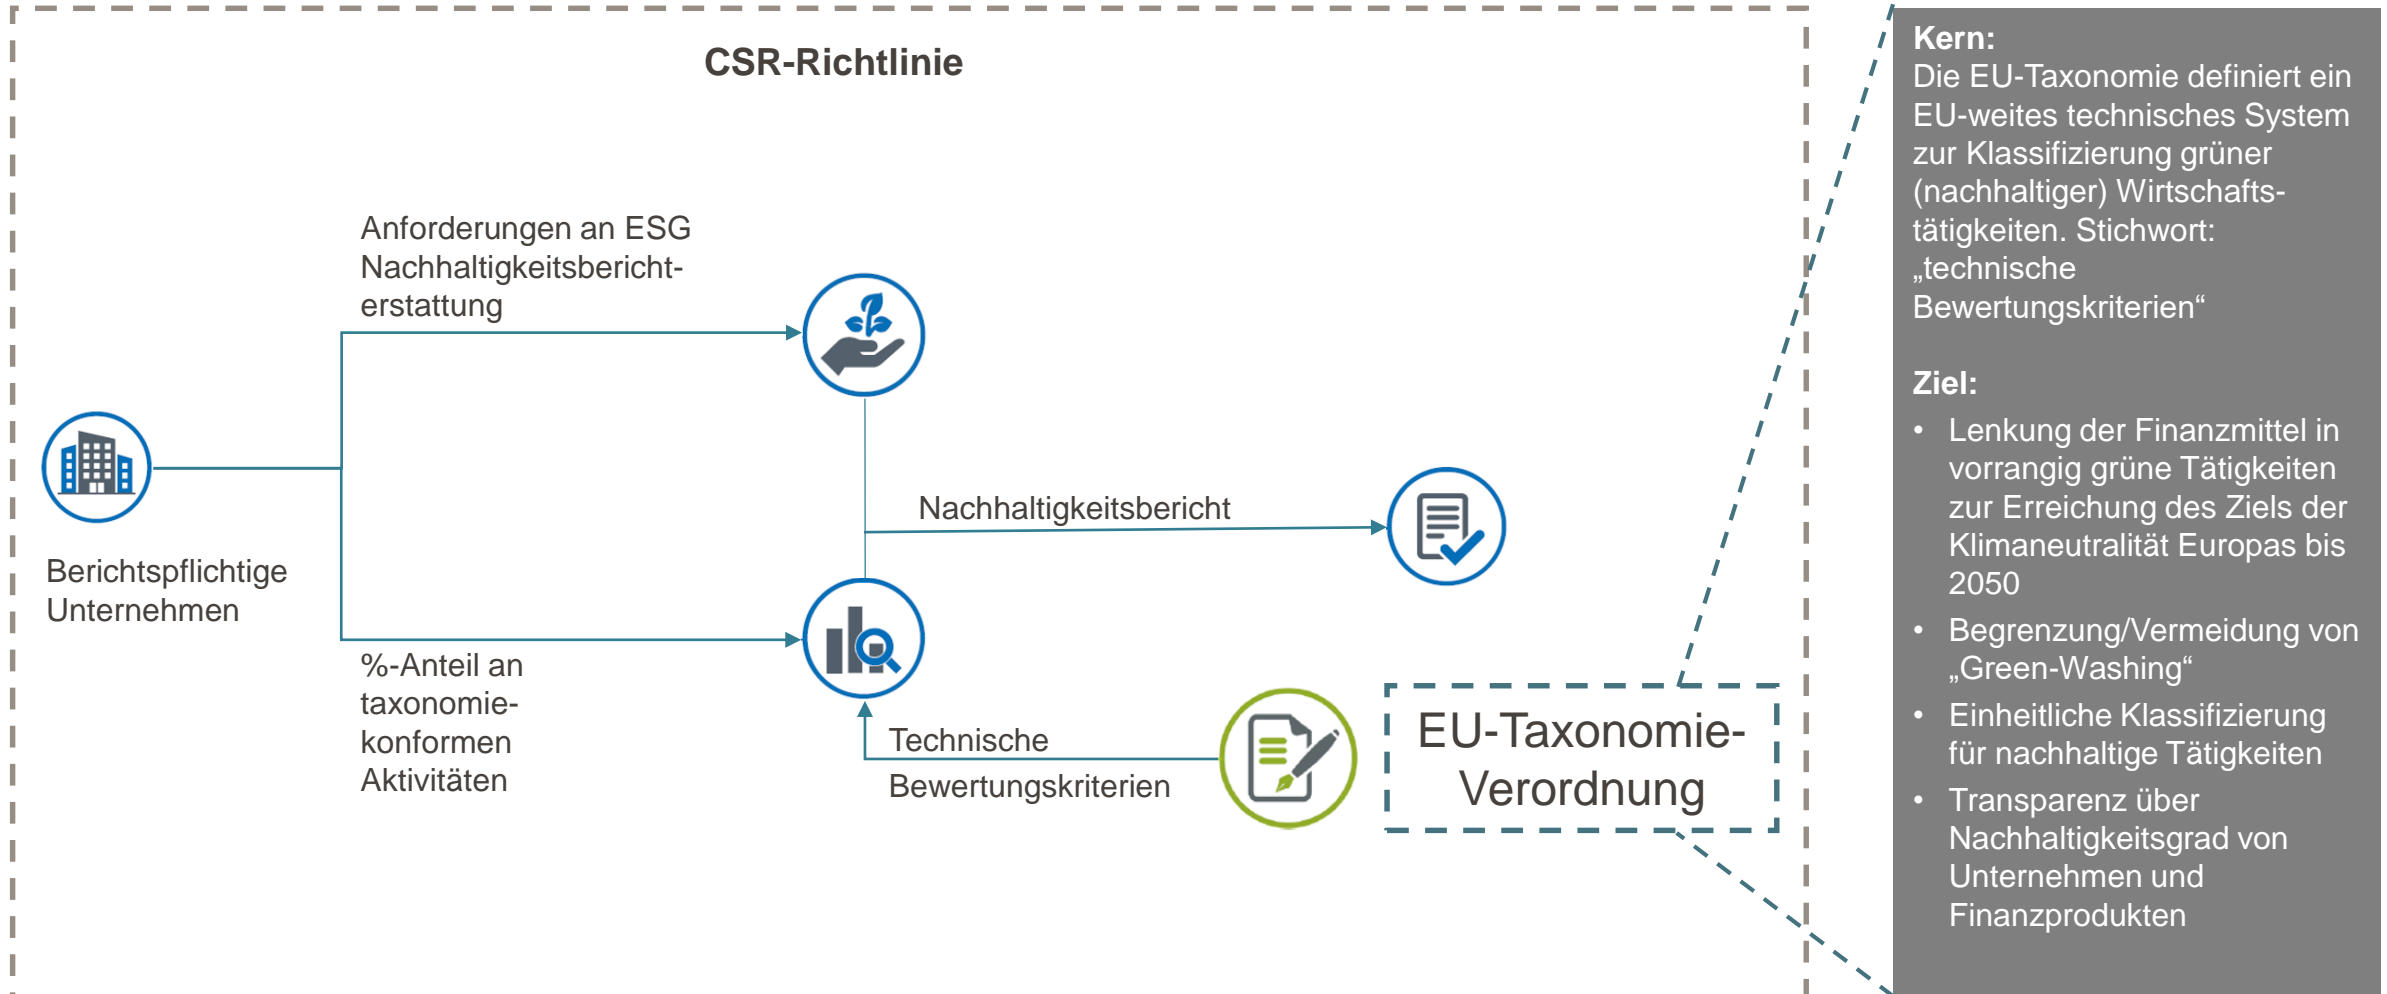 CSR-Richtlinie
Anforderungen an ESG
Nachhaltigkeitsbericht-
erstattung
Berichtspflichtige
Unternehmen
Nachhaltigkeitsbericht
%-Anteil an
taxonomie-
konformen
Aktivitäten
Technische
Bewertungskriterien
EU-Taxonomie-
Verordnung
Kern:
Die EU-Taxonomie definiert ein
EU-weites technisches System
zur Klassifizierung grüner
(nachhaltiger) Wirtschafts-
tätigkeiten. Stichwort:
„technische
Bewertungskriterien“
Ziel:
• Lenkung der Finanzmittel in
vorrangig grüne Tätigkeiten
zur Erreichung des Ziels der
Klimaneutralität Europas bis
2050
• Begrenzung/Vermeidung von
„Green-Washing“
• Einheitliche Klassifizierung
für nachhaltige Tätigkeiten
• Transparenz über
Nachhaltigkeitsgrad von
Unternehmen und
Finanzprodukten